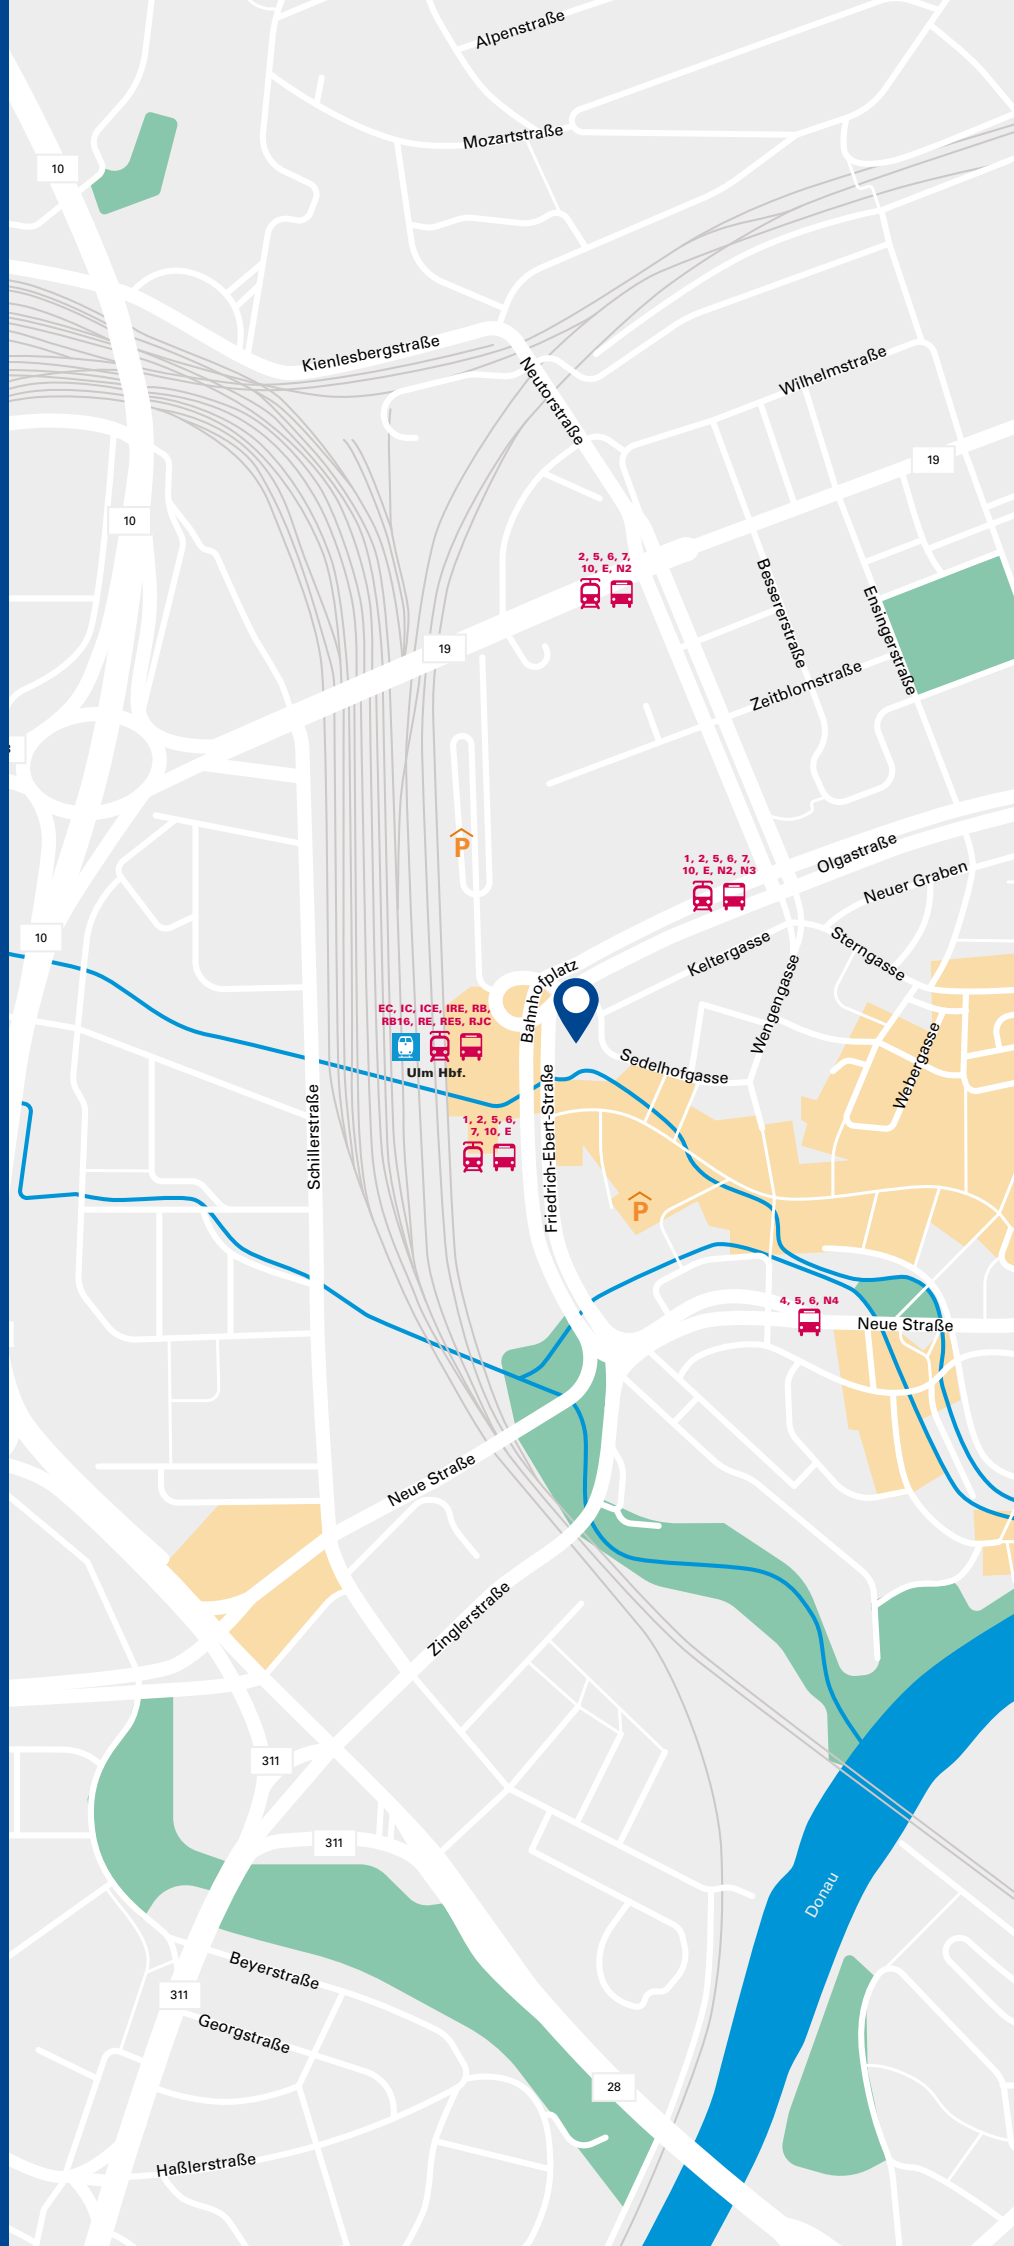 Alpenstraße
Mozartstraße
10
Kienlesbergstraße
Neutorstraße
Wilhelmstraße
19
10
2, 5, 6, 7,
10, E, N2
Bessererstraße
Ensingerstraße
19
Zeitblomstraße
P
Olgastraße
1, 2, 5, 6, 7,
10, E, N2, N3
Neuer Graben
10
Keltergasse
Sterngasse
Wengengasse
Bahnhofplatz
EC, IC, ICE, IRE, RB,
RB16, RE, RE5, RJC
Ulm Hbf.
Sedelhofgasse
Webergasse
Schillerstraße
Friedrich-Ebert-Straße
1, 2, 5, 6,
7, 10, E
P
4, 5, 6, N4
Neue Straße
Neue Straße
Zinglerstraße
311
311
Donau
Beyerstraße
311
Georgstraße
28
Haßlerstraße